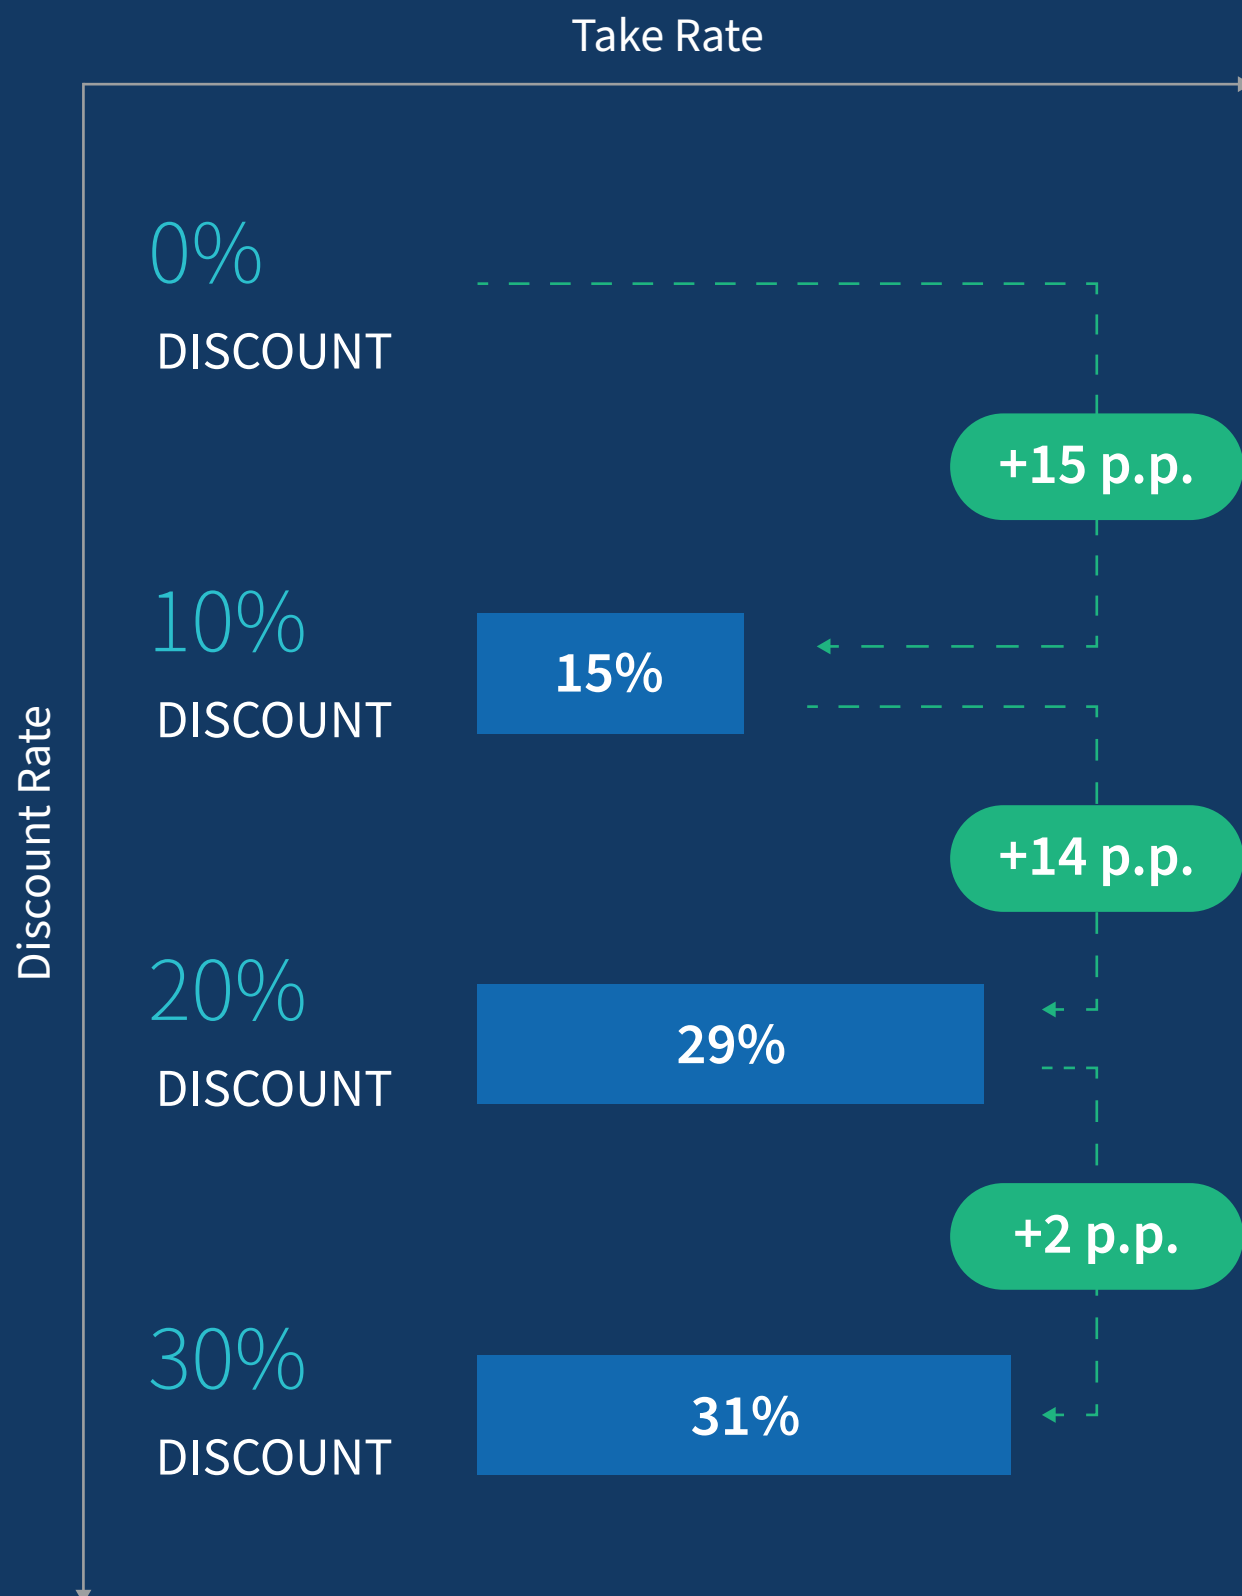 Take Rate
Discount Rate
0%
DISCOUNT
+15 p.p.
10%
DISCOUNT
15%
+14 p.p.
20%
DISCOUNT
29%
+2 p.p.
30%
DISCOUNT
31%